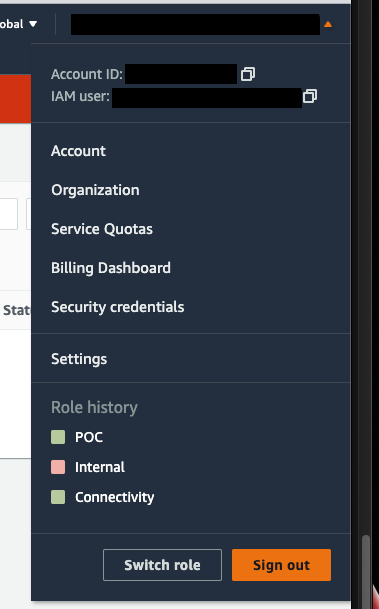 obal
Account ID:
IAM user:
Account
Organization
Service Quotas
Billing Dashboard
Security credentials
Stat
Settings
Role history
POC
Internal
Connectivity
Switch role
Sign out